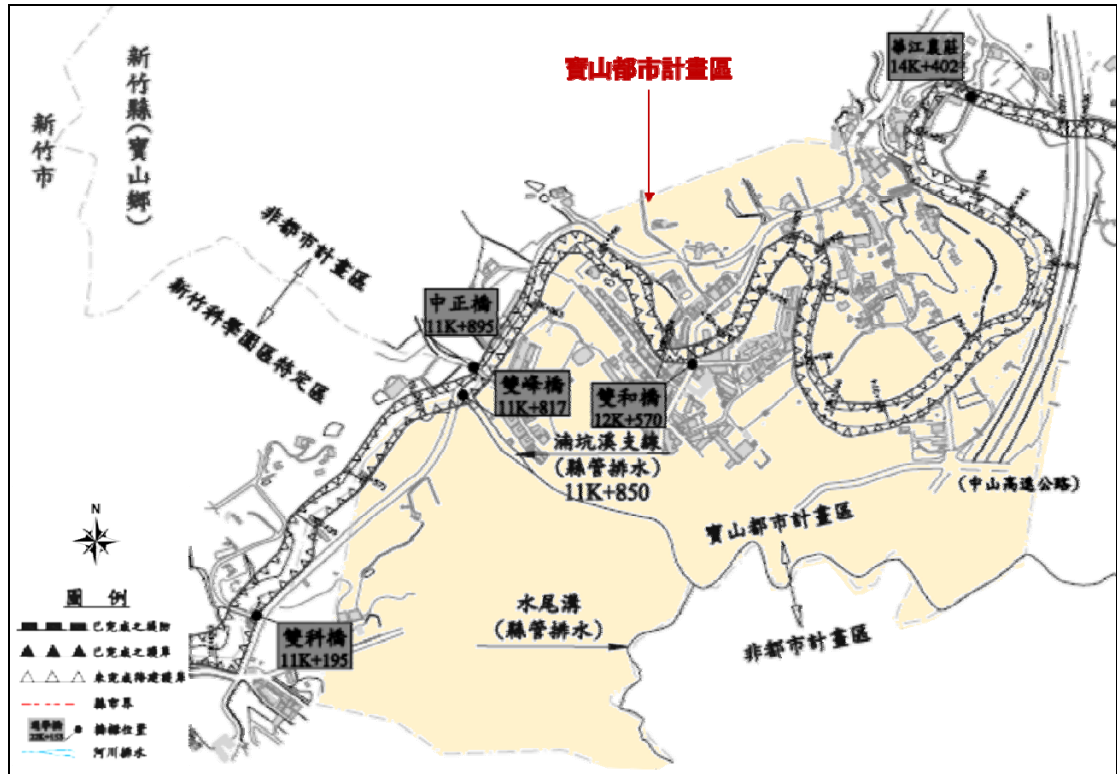 寶山都市計畫區
華江農莊
14K+402
新竹縣(寶山鄉)
新竹市
非都市計畫區
新竹科學園區特定區
中正橋
11K+895
雙峰橋
11K+817
雙和橋
12K+570
湳坑溪支線
(縣管排水)
11K+850
(中山高速公路)
寶山都市計畫區
非都市計畫區
水尾溝
(縣管排水)
雙科橋
11K+195
N
圖 例
已完成之堤防
已完成之護岸
未完成待建護岸
縣市界
橋樑位置
河川排水